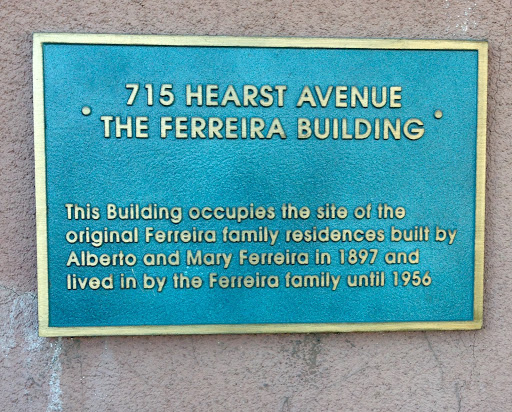 715 HEARST AVENUE
THE FERREIRA BUILDING
This Building occupies the site of the
original Ferreira family residences built by
Alberto and Mary Ferreira in 1897 and
lived in by the Ferreira family until 1956